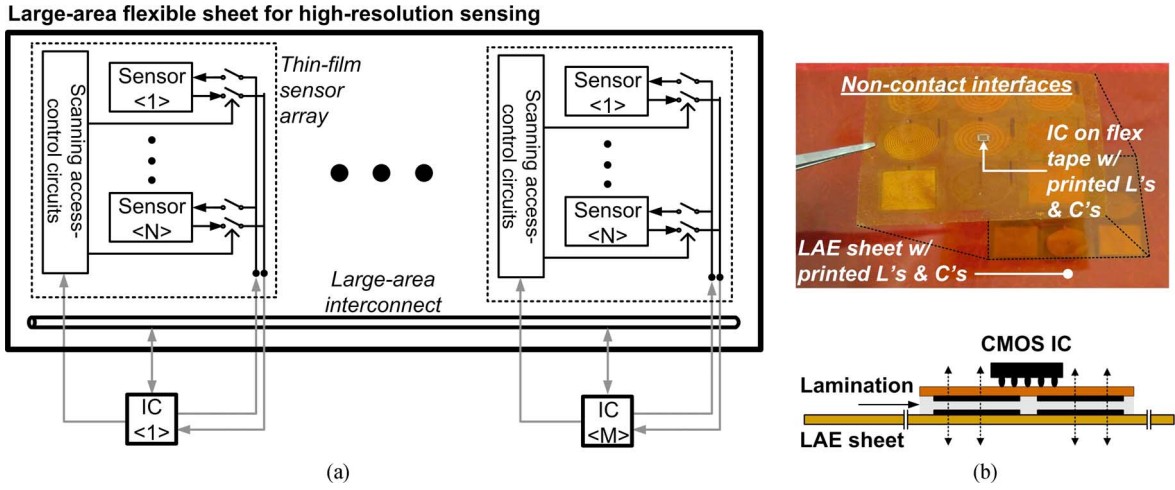 Large-area flexible sheet for high-resolution sensing
Scanning access-
control circuits
Sensor
<1>
Sensor
<N>
Thin-film
sensor
array
Large-area
interconnect
Scanning access-
control circuits
Sensor
<1>
Sensor
<N>
IC
<1>
IC
<M>
(a)
Non-contact interfaces
IC on flex
tape w/
printed L's
& C's
LAE sheet w/
printed L's & C's
CMOS IC
Lamination
LAE sheet
(b)